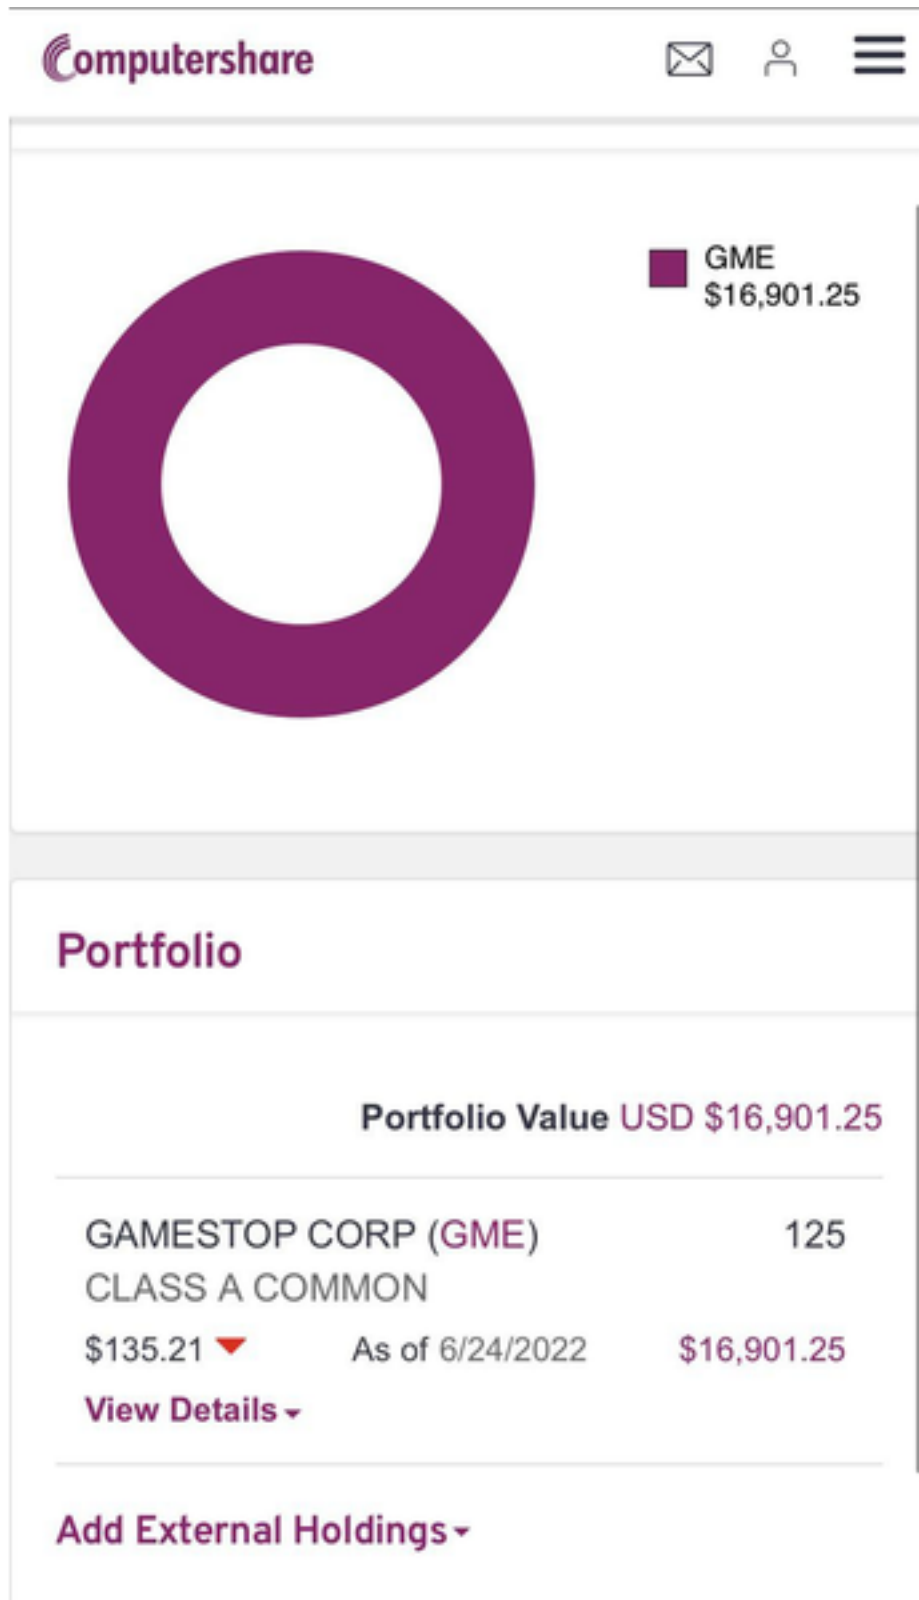 Computershare
GME
$16,901.25
Portfolio
Portfolio Value USD $16,901.25
GAMESTOP CORP (GME) 125
CLASS A COMMON
$135.21 As of 6/24/2022 $16,901.25
View Details
Add External Holdings